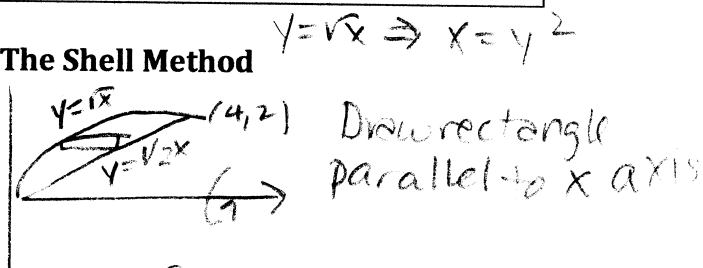 y=√x ⇒ x=y²
The Shell Method
y=√x
(4,2)
y=1/2x
Draw rectangle
parallel to x axis